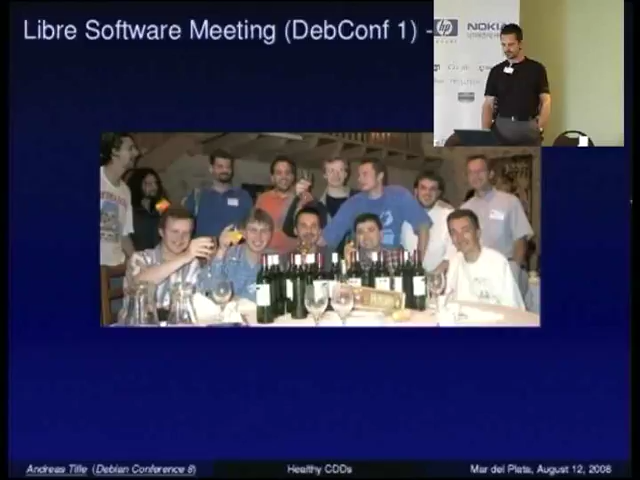 Libre Software Meeting (DebConf 1) -
hp
NOKIA
Andreas Tille (Debian Conference 8)
Healthy CDDs
Mar del Plata, August 12, 2008